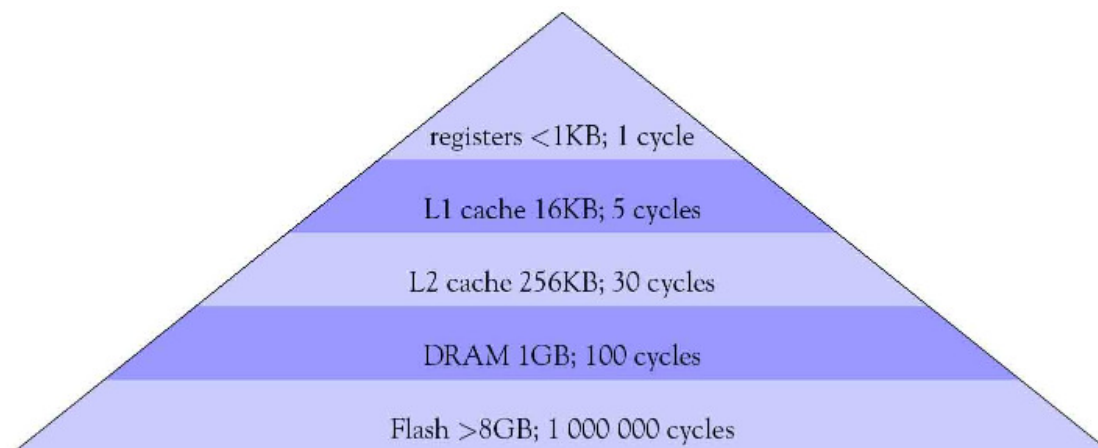 registers <1KB; 1 cycle
L1 cache 16KB; 5 cycles
L2 cache 256KB; 30 cycles
DRAM 1GB; 100 cycles
Flash >8GB; 1 000 000 cycles